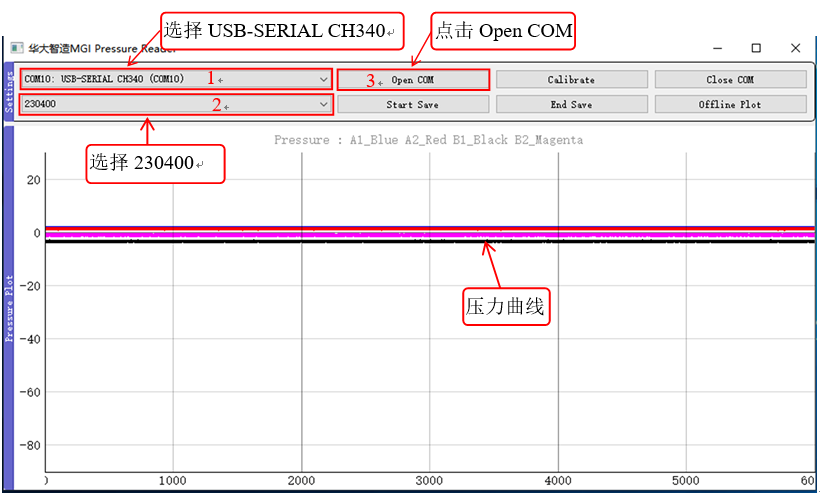 选择 USB-SERIAL CH340
点击 Open COM
华大智造MGI Pressure Reader
Settings
COM10: USB-SERIAL CH340 (COM10)
1
3
Open COM
Calibrate
Close COM
230400
2
Start Save
End Save
Offline Plot
选择 230400
Pressure : A1_Blue A2_Red B1_Black B2_Magenta
Pressure Plot
20
0
-20
-40
-60
-80
压力曲线
1000
2000
3000
4000
5000